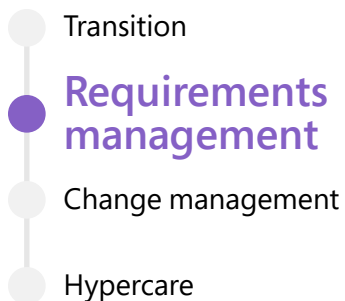 Transition
Requirements
management
Change management
Hypercare